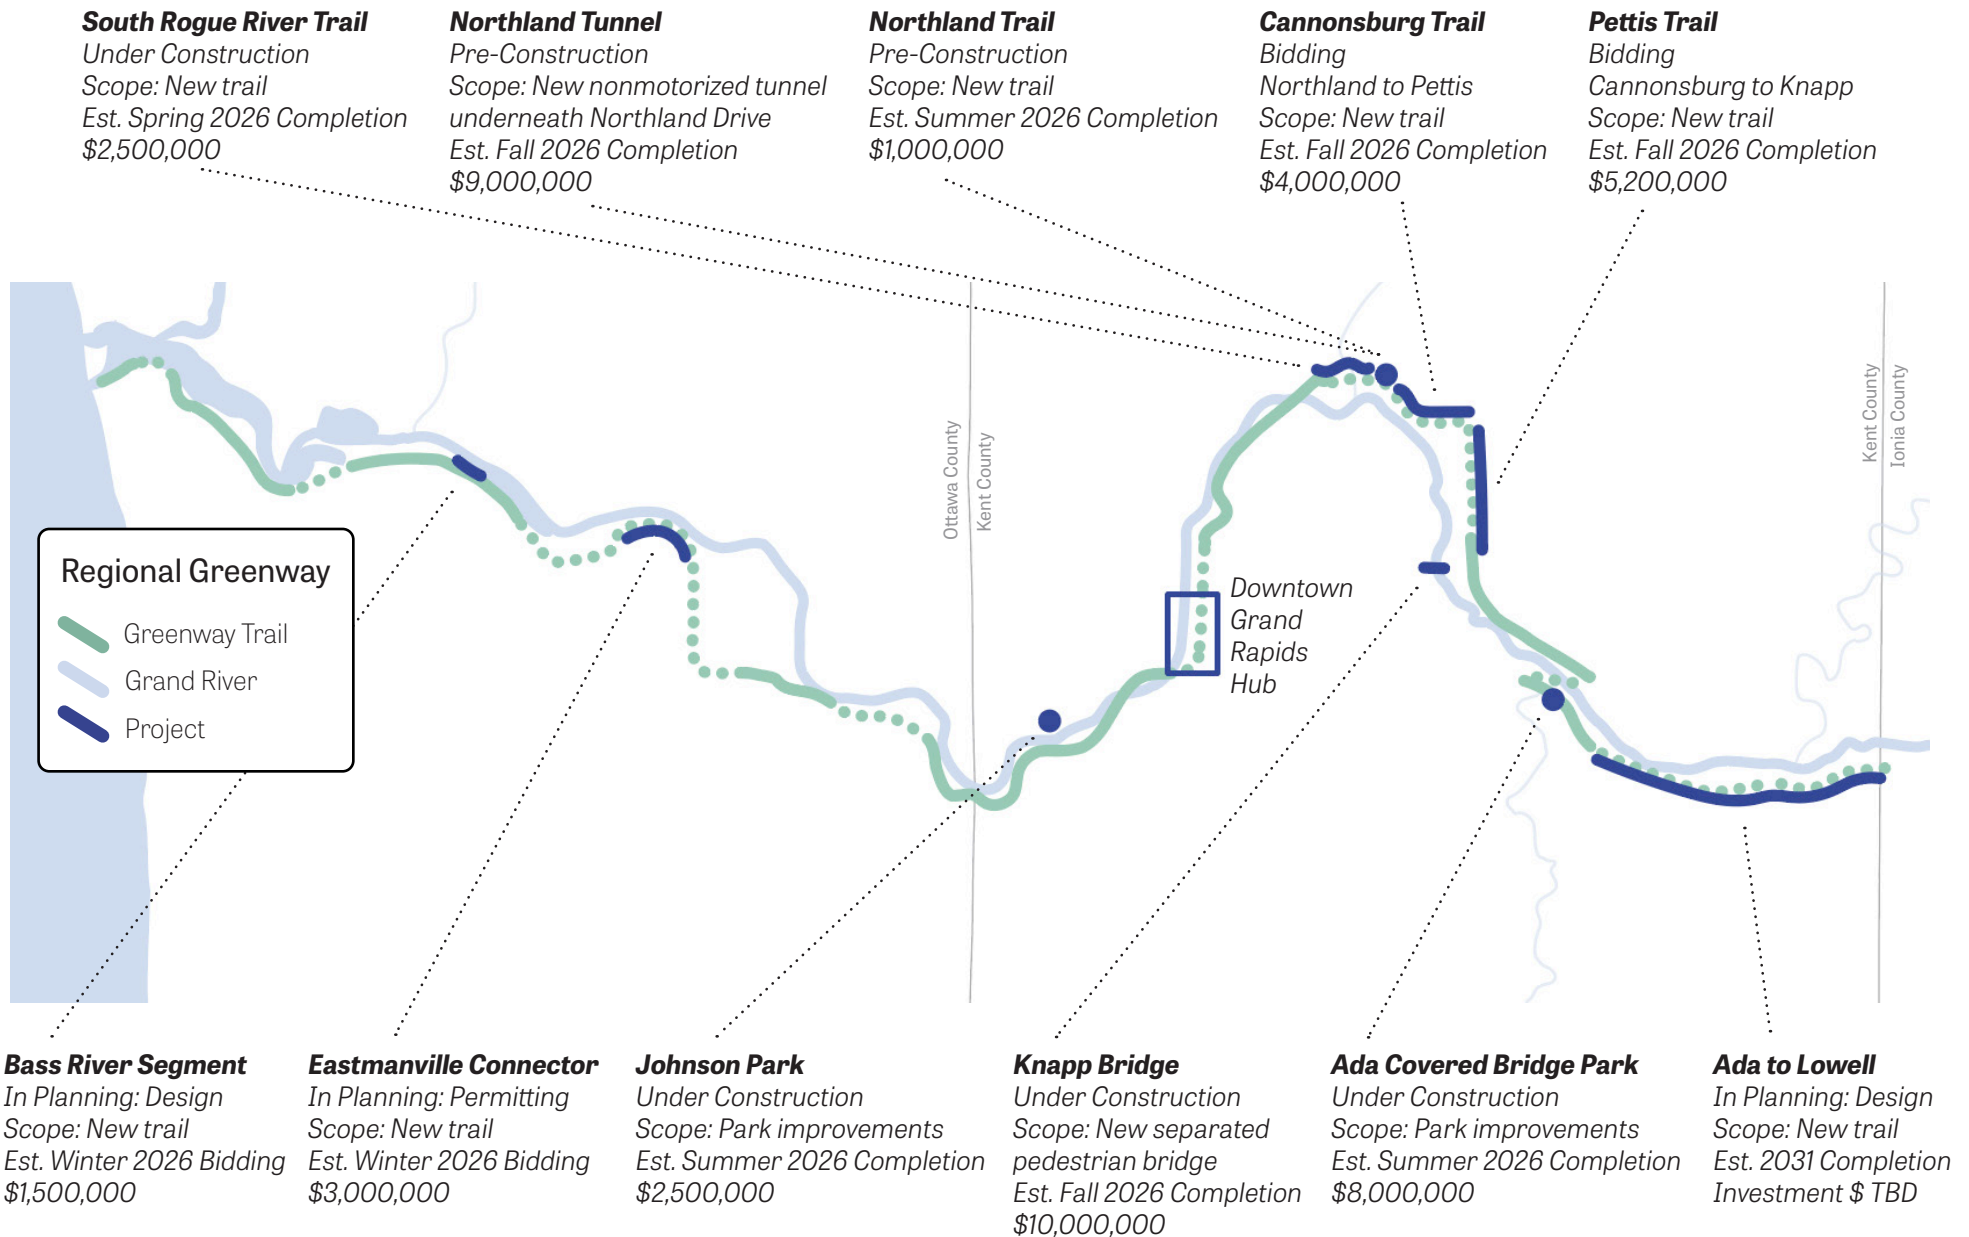 South Rogue River Trail
Under Construction
Scope: New trail
Est. Spring 2026 Completion
$2,500,000
Northland Tunnel
Pre-Construction
Scope: New nonmotorized tunnel
underneath Northland Drive
Est. Fall 2026 Completion
$9,000,000
Northland Trail
Pre-Construction
Scope: New trail
Est. Summer 2026 Completion
$1,000,000
Cannonsburg Trail
Bidding
Northland to Pettis
Scope: New trail
Est. Fall 2026 Completion
$4,000,000
Pettis Trail
Bidding
Cannonsburg to Knapp
Scope: New trail
Est. Fall 2026 Completion
$5,200,000
Ottawa County
Kent County
Kent County
Ionia County
Regional Greenway
Greenway Trail
Grand River
Project
Downtown
Grand
Rapids
Hub
Bass River Segment
In Planning: Design
Scope: New trail
Est. Winter 2026 Bidding
$1,500,000
Eastmanville Connector
In Planning: Permitting
Scope: New trail
Est. Winter 2026 Bidding
$3,000,000
Johnson Park
Under Construction
Scope: Park improvements
Est. Summer 2026 Completion
$2,500,000
Knapp Bridge
Under Construction
Scope: New separated
pedestrian bridge
Est. Fall 2026 Completion
$10,000,000
Ada Covered Bridge Park
Under Construction
Scope: Park improvements
Est. Summer 2026 Completion
$8,000,000
Ada to Lowell
In Planning: Design
Scope: New trail
Est. 2031 Completion
Investment $ TBD